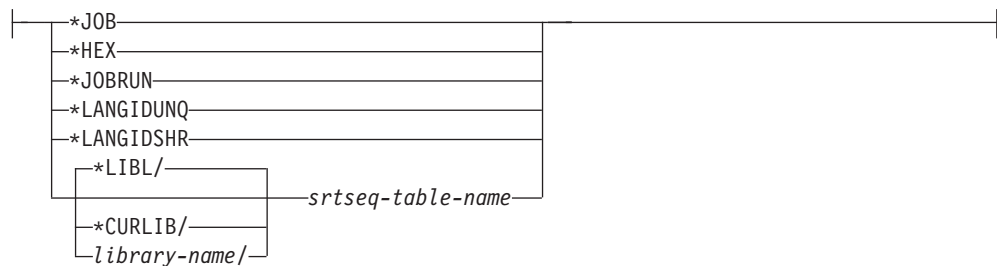 *JOB
*HEX
*JOBRUN
*LANGIDUNQ
*LANGIDSHR
*LIBL/
srtseq-table-name
*CURLIB/
library-name/